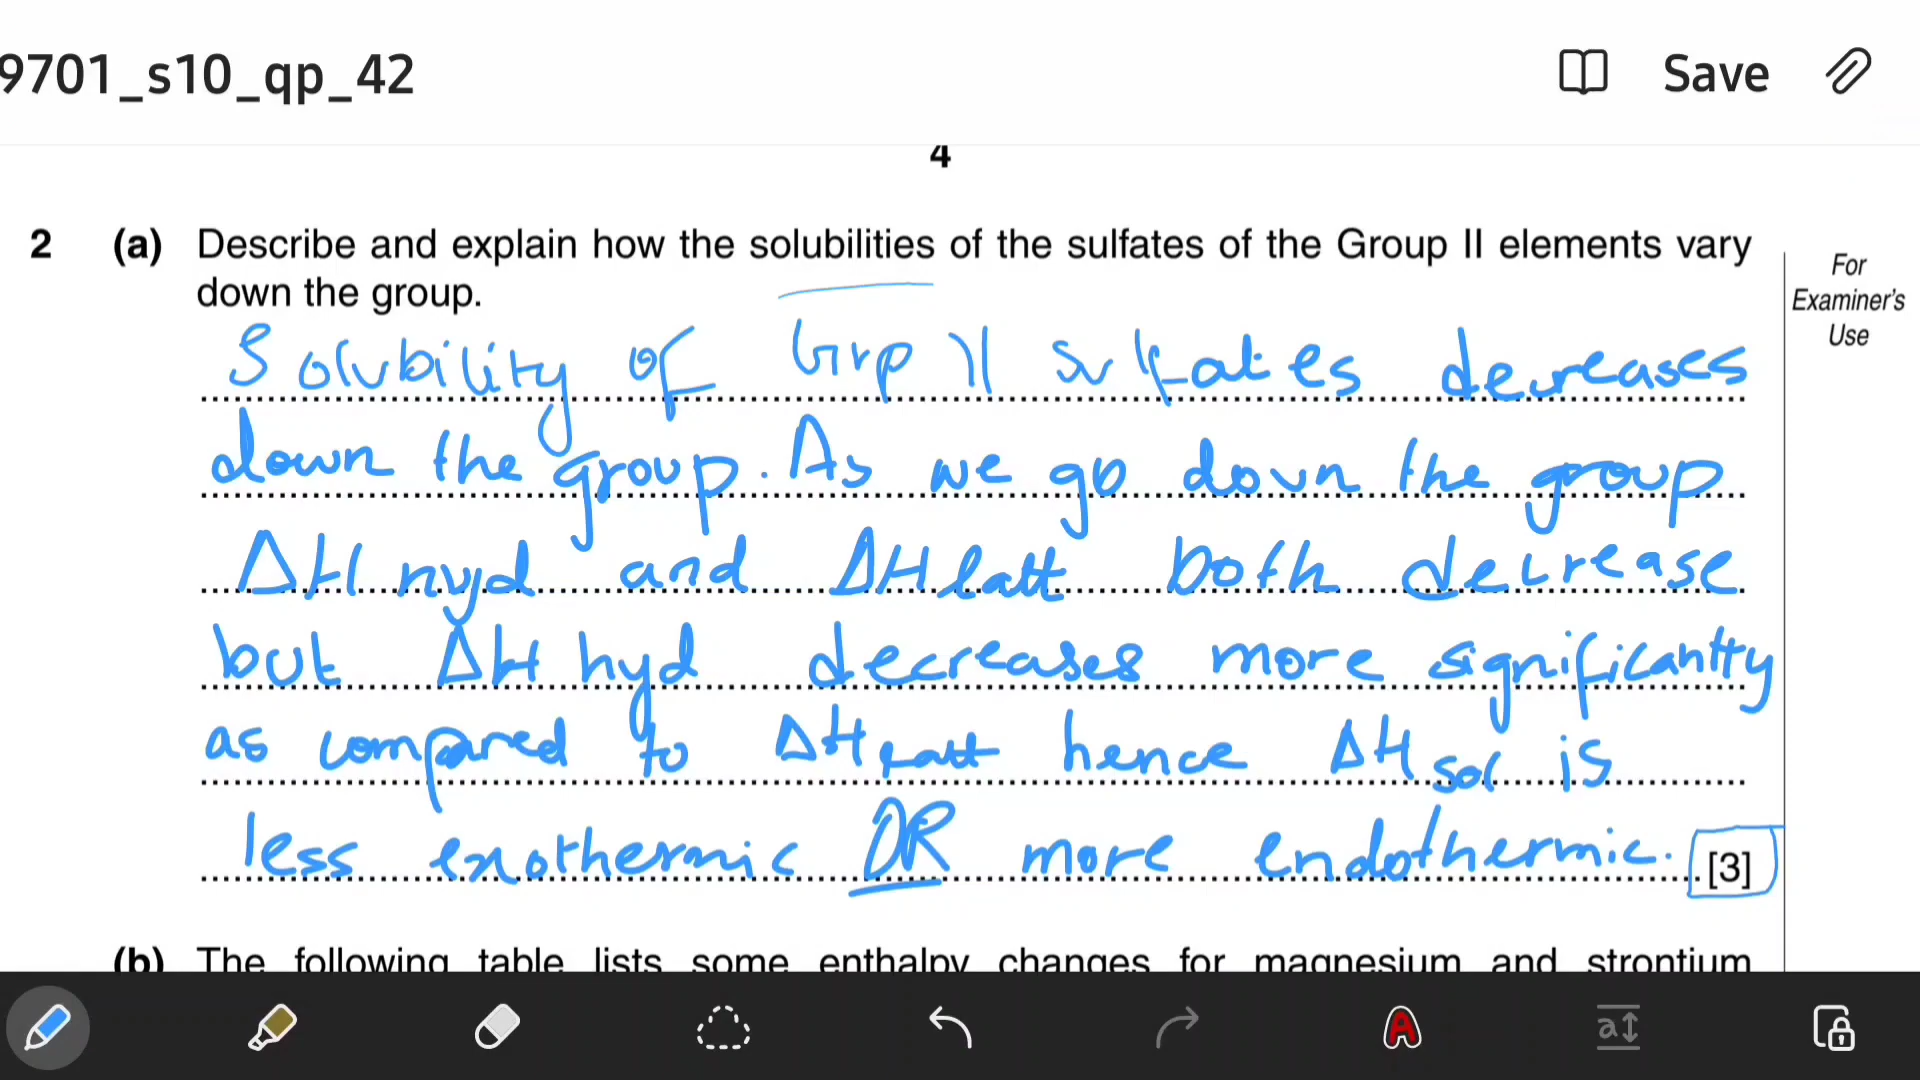 9701_s10_qp_42
Save
4
2 (a) Describe and explain how the solubilities of the sulfates of the Group II elements vary
down the group.
For
Examiner's
Use
Solubility of Grp II sulfates decreases
down the group. As we go down the group
ΔH hyd and ΔH latt both decrease
but ΔH hyd decreases more significantly
as compared to ΔH latt hence ΔH sol is
less exothermic OR more endothermic. [3]
(b) The following table lists some enthalpy changes for magnesium and strontium
A
a